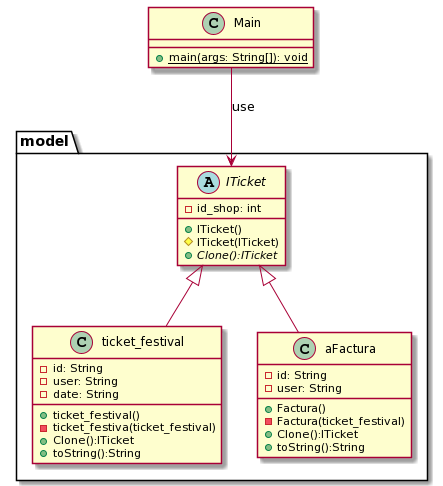 C Main
main(args: String[]): void
use
model
A ITicket
id_shop: int
ITicket()
ITicket(ITicket)
Clone():ITicket
C ticket_festival
id: String
user: String
date: String
ticket_festival()
ticket_festiva(ticket_festival)
Clone():ITicket
toString():String
C aFactura
id: String
user: String
Factura()
Factura(ticket_festival)
Clone():ITicket
toString():String